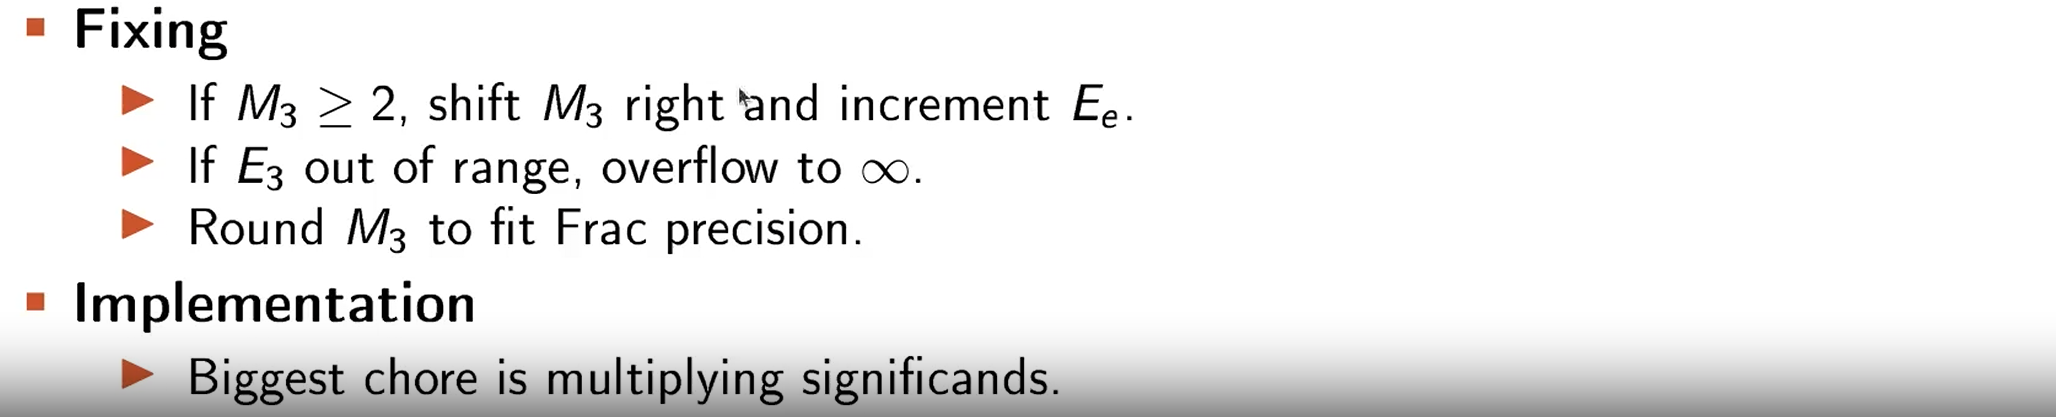 Fixing
If M₃ ≥ 2, shift M₃ right and increment Eₑ.
If E₃ out of range, overflow to ∞.
Round M₃ to fit Frac precision.
Implementation
Biggest chore is multiplying significands.